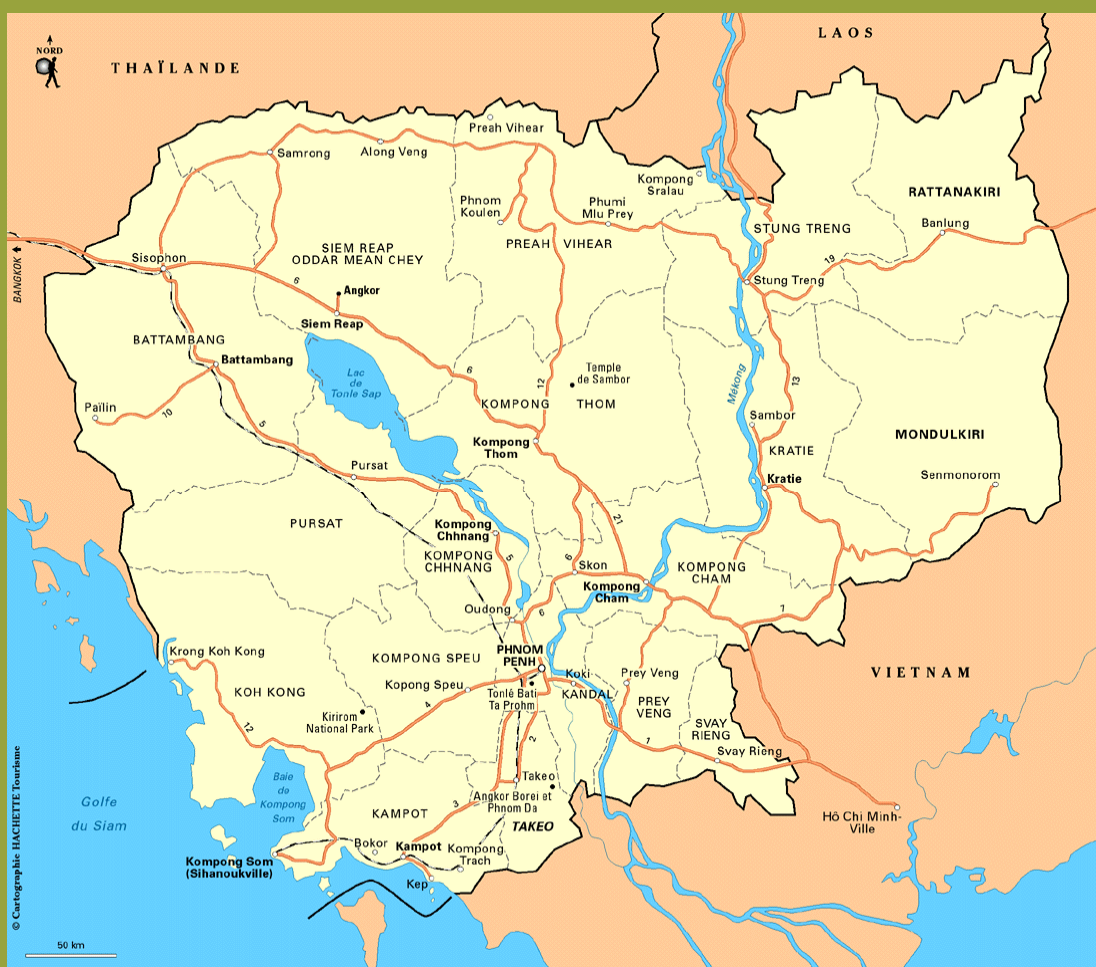 NORD
THAÏLANDE
LAOS
Preah Vihear
Samrong
Along Veng
Kompong
Sralau
RATTANAKIRI
Phnom
Koulen
Phumi
Mlu Prey
Banlung
STUNG TRENG
PREAH VIHEAR
BANGKOK
Sisophon
SIEM REAP
ODDAR MEAN CHEY
19
Stung Treng
6
Angkor
Siem Reap
BATTAMBANG
Battambang
Lac
de
Tonle Sap
6
12
Temple
de Sambor
Mékong
13
Païlin
10
5
KOMPONG THOM
Sambor
MONDULKIRI
Kompong
Thom
KRATIE
Pursat
Kratie
Senmonorom
PURSAT
Kompong
Chhnang
21
KOMPONG
CHHNANG
5
6
Skon
KOMPONG
CHAM
Kompong
Cham
Oudong
6
7
KOMPONG SPEU
PHNOM
PENH
Krong Koh Kong
VIETNAM
Koki
Prey Veng
KOH KONG
Kopong Speu
1
Tonlé Bati
Ta Prohm
KANDAL
PREY
VENG
4
Kirirom
National Park
SVAY
RIENG
12
2
1
Svay Rieng
Baie
de
Kompong
Som
Takeo
Angkor Borei et
Phnom Da
Golfe
du Siam
KAMPOT
3
TAKEO
Hô Chi Minh-
Ville
Bokor
Kampot
Kompong
Trach
Kompong Som
(Sihanoukville)
Kep
© Cartographie HACHETTE Tourisme
50 km